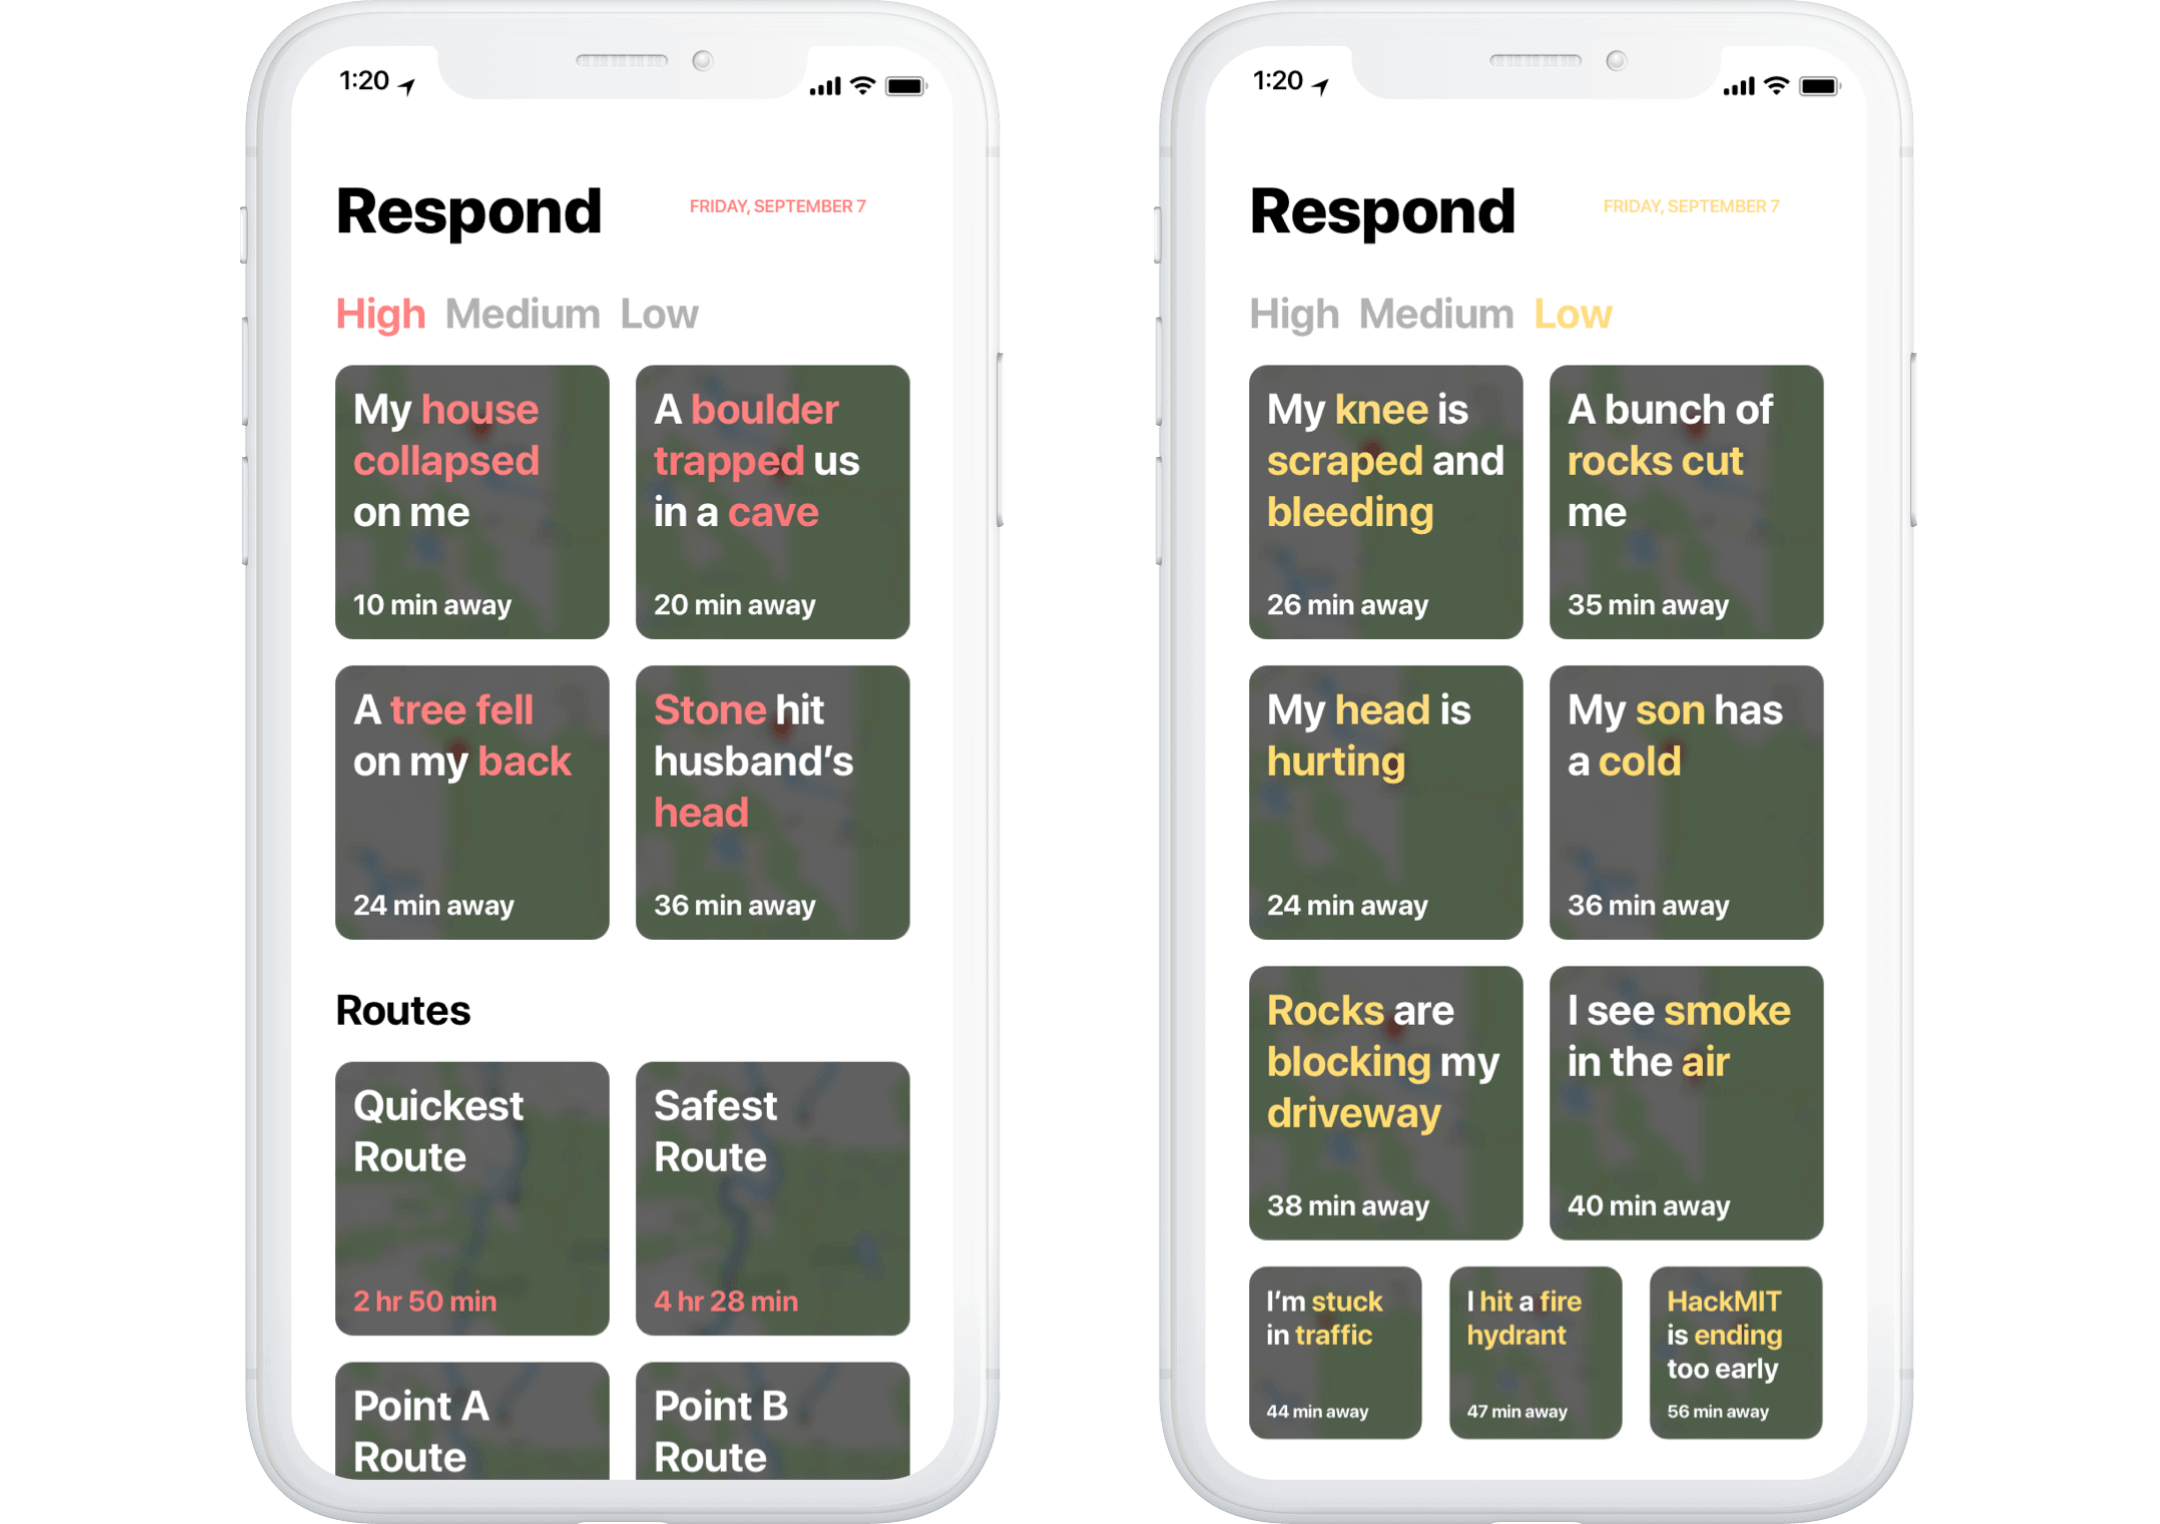 1:20
Respond
FRIDAY, SEPTEMBER 7
High Medium Low
My house
collapsed
on me
10 min away
A boulder
trapped us
in a cave
20 min away
A tree fell
on my back
24 min away
Stone hit
husband’s
head
36 min away
Routes
Quickest
Route
2 hr 50 min
Safest
Route
4 hr 28 min
Point A
Route
Point B
Route
1:20
Respond
FRIDAY, SEPTEMBER 7
High Medium Low
My knee is
scraped and
bleeding
26 min away
A bunch of
rocks cut
me
35 min away
My head is
hurting
24 min away
My son has
a cold
36 min away
Rocks are
blocking my
driveway
38 min away
I see smoke
in the air
40 min away
I’m stuck
in traffic
44 min away
I hit a fire
hydrant
47 min away
HackMIT
is ending
too early
56 min away